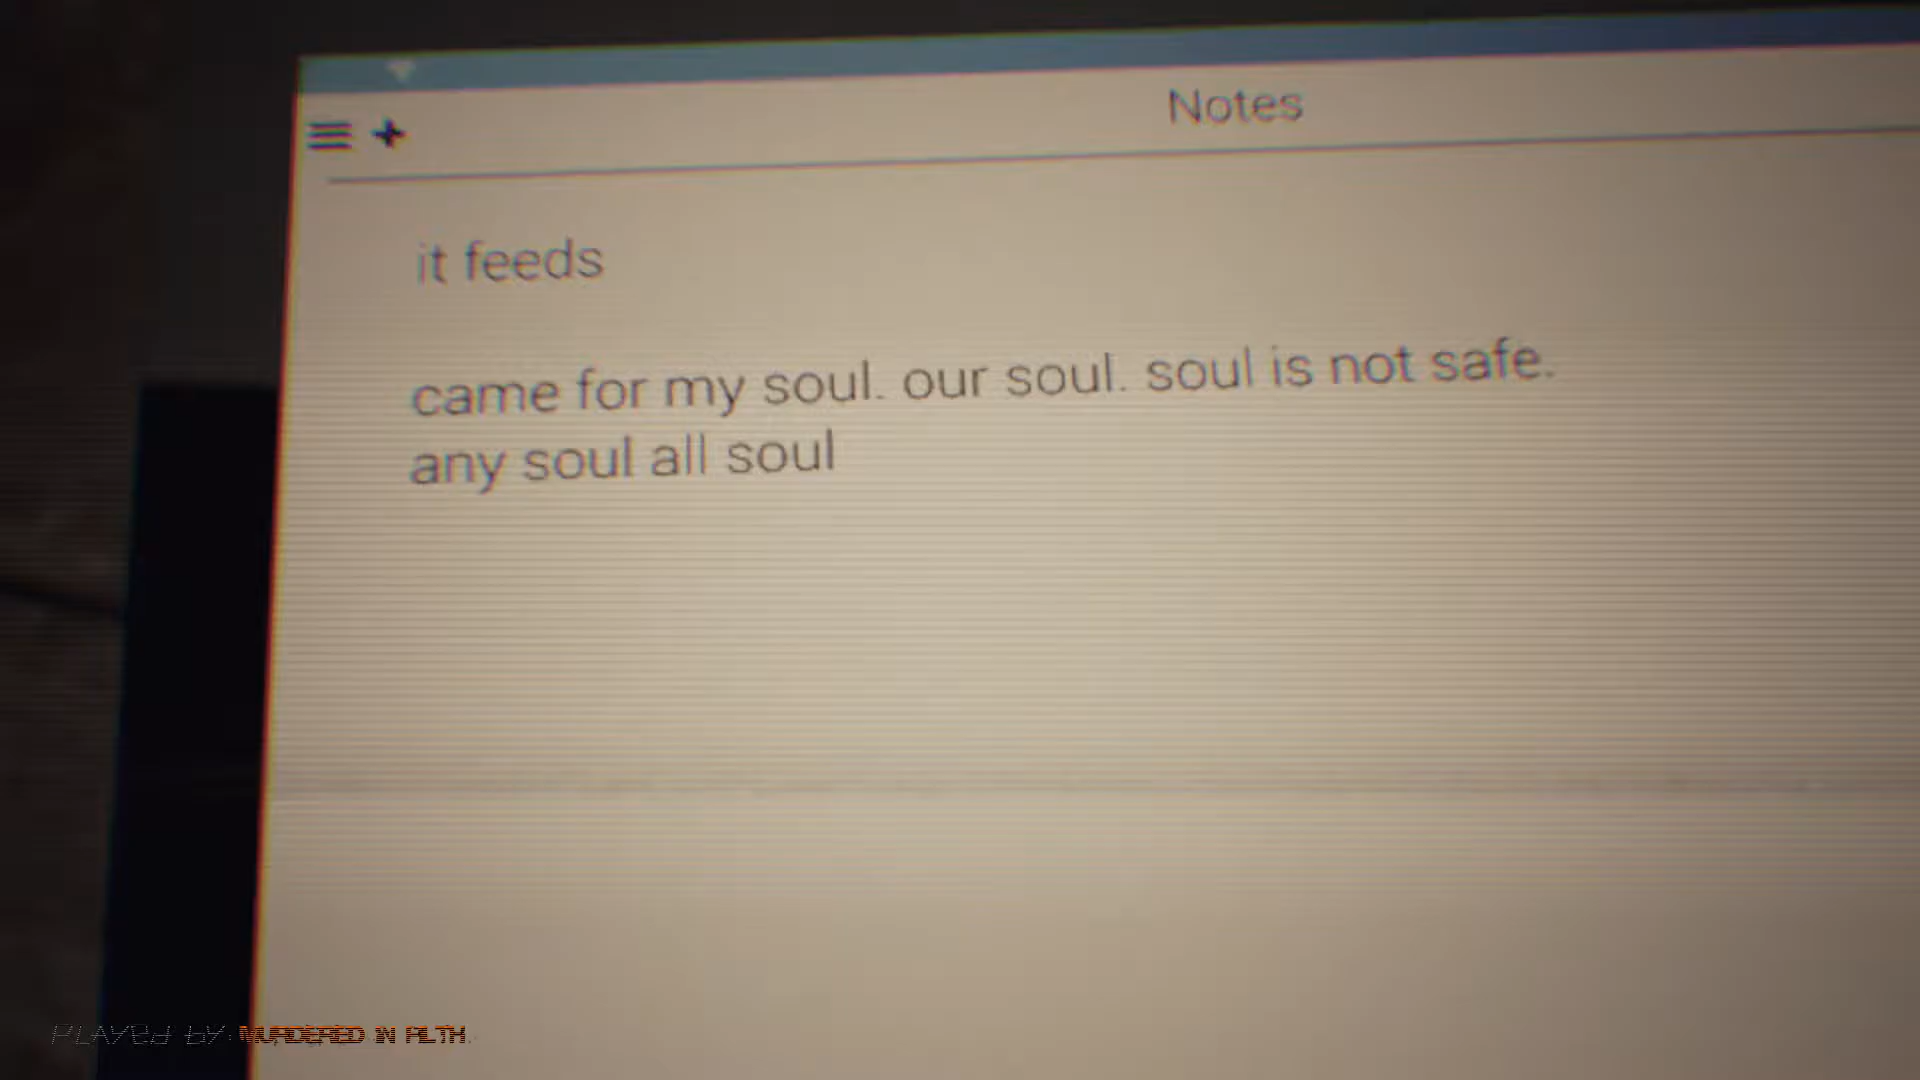 Notes
it feeds
came for my soul. our soul. soul is not safe.
any soul all soul
PLAYED BY: MURDERED IN FILTH